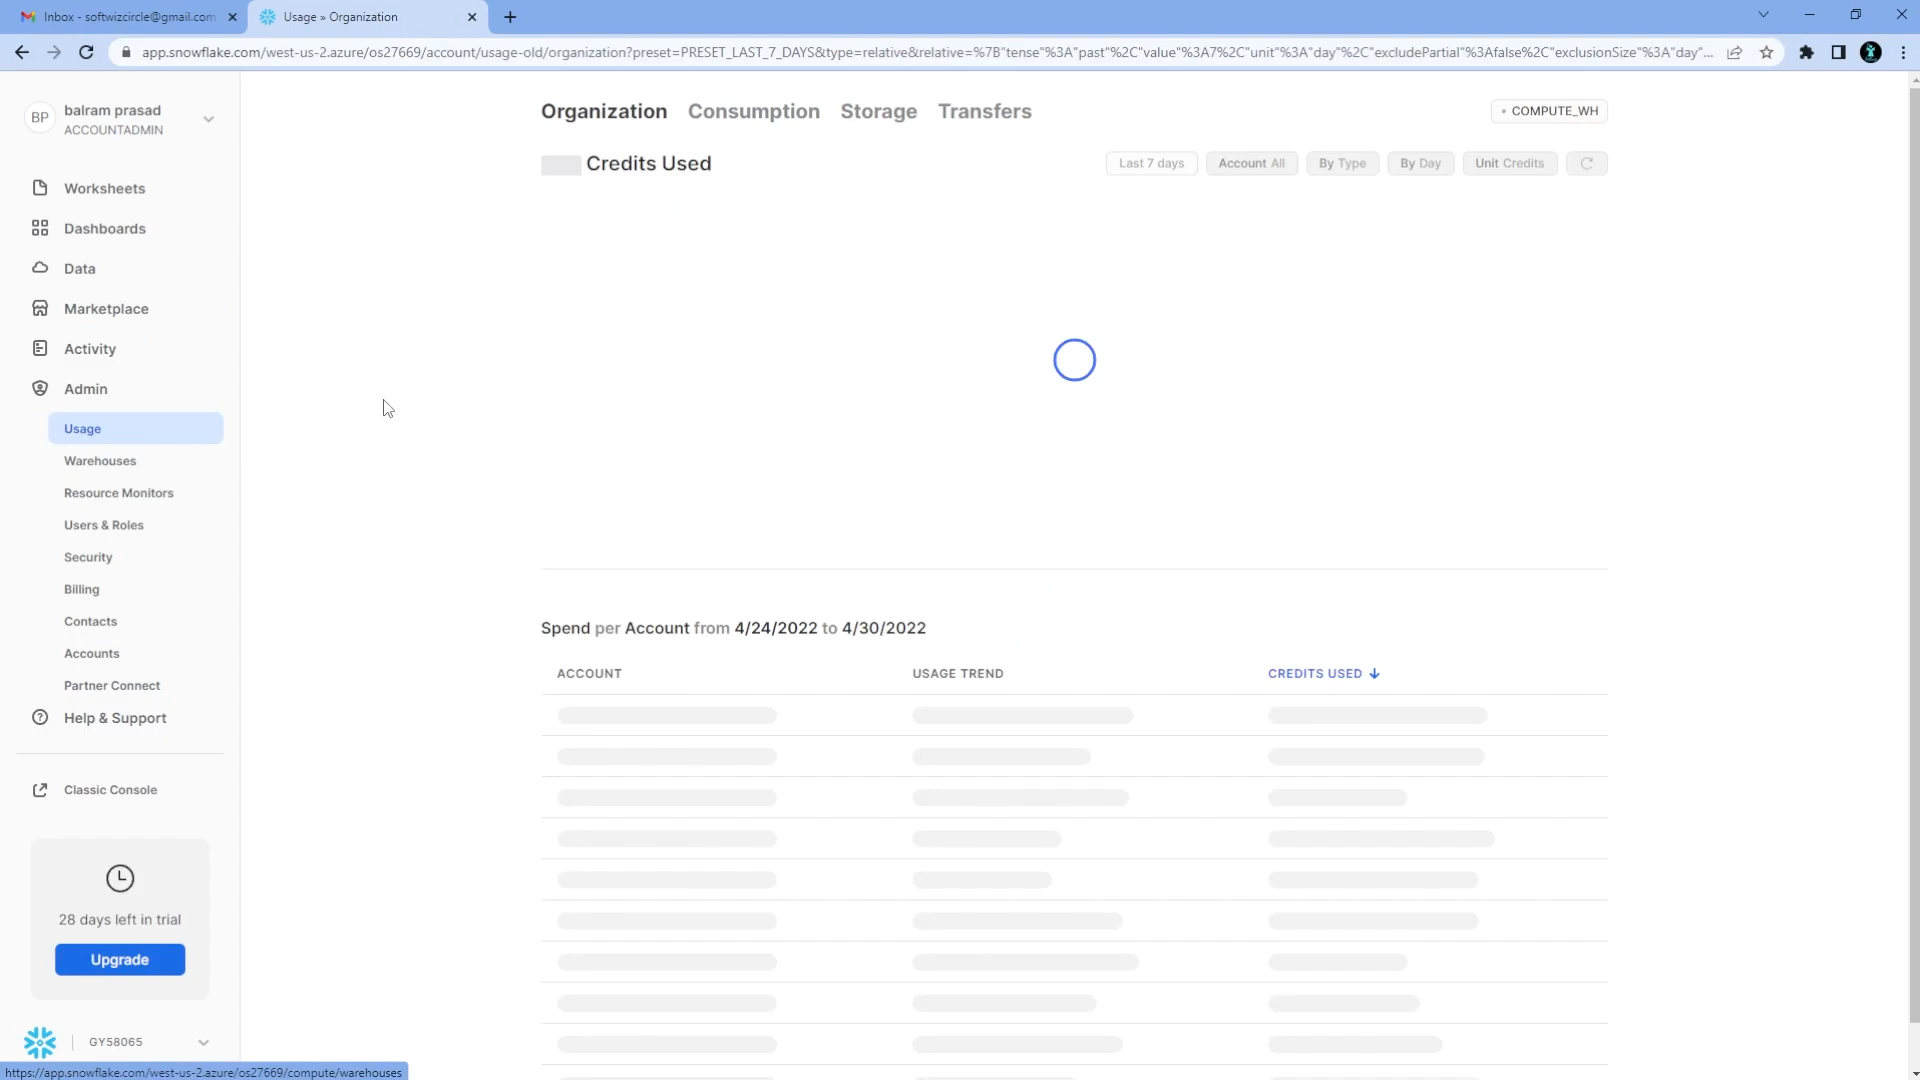 Inbox - softwizcircle@gmail.com
Usage » Organization
app.snowflake.com/west-us-2.azure/os27669/account/usage-old/organization?preset=PRESET_LAST_7_DAYS&type=relative&relative=%7B"tense"%3A"past"%2C"value"%3A7%2C"unit"%3A"day"%2C"excludePartial"%3Afalse%2C"exclusionSize"%3A"day"...
BP
balram prasad
ACCOUNTADMIN
Worksheets
Dashboards
Data
Marketplace
Activity
Admin
Usage
Warehouses
Resource Monitors
Users & Roles
Security
Billing
Contacts
Accounts
Partner Connect
Help & Support
Classic Console
28 days left in trial
Upgrade
GY58065
https://app.snowflake.com/west-us-2.azure/os27669/compute/warehouses
Organization Consumption Storage Transfers
COMPUTE_WH
Credits Used
Last 7 days Account All By Type By Day Unit Credits
Spend per Account from 4/24/2022 to 4/30/2022
ACCOUNT USAGE TREND CREDITS USED